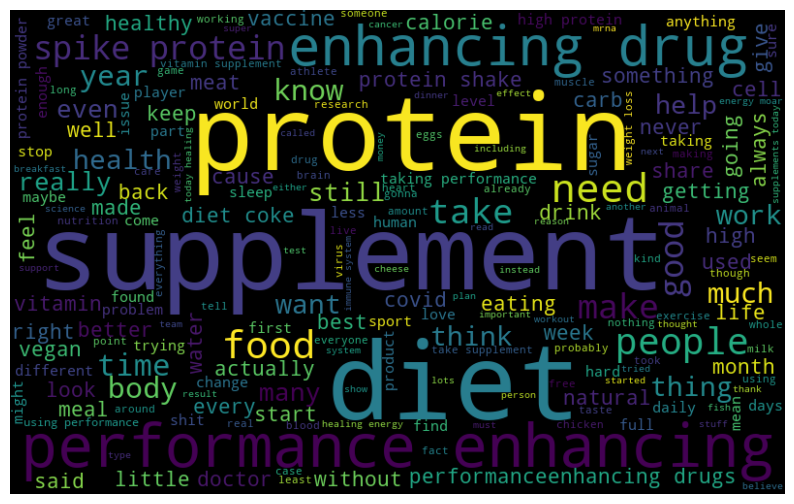 great working someone anything
healthy vaccine calorie high protein
spike protein enhancing drug give sure
protein powder vitamin supplement cancer mrna super
year meat know protein shake something cell
enough even issue player game athlete muscle
well keep world level carb help energy moar
long part research effect dinner never
protein
stop health cause called including eggs sugar weight loss taking going always
breakfast care drug brain money next making
really back sleep still taking performance need share supplements today
maybe weight today healing either heart gonna already getting
science made diet coke less amount take drink another animal work
feel nutrition come human read reason
supplement
everything test live virus immune system cheese instead good high used
support kind though seem
vitamin found problem tell want covid plan eating make much
right better team water first best sport love important workout nothing exercise thought life whole
vegan point trying everyone system product think week take supplement probably people milk
food diet
different time actually hard month took tried
might look body change many show lots person free started thing using
meal around result every start natural taste thank
using performance shit real blood healing energy find must chicken daily fish mean days full stuff
performance enhancing
type fact
said little doctor case least without performanceenhancing drugs believe